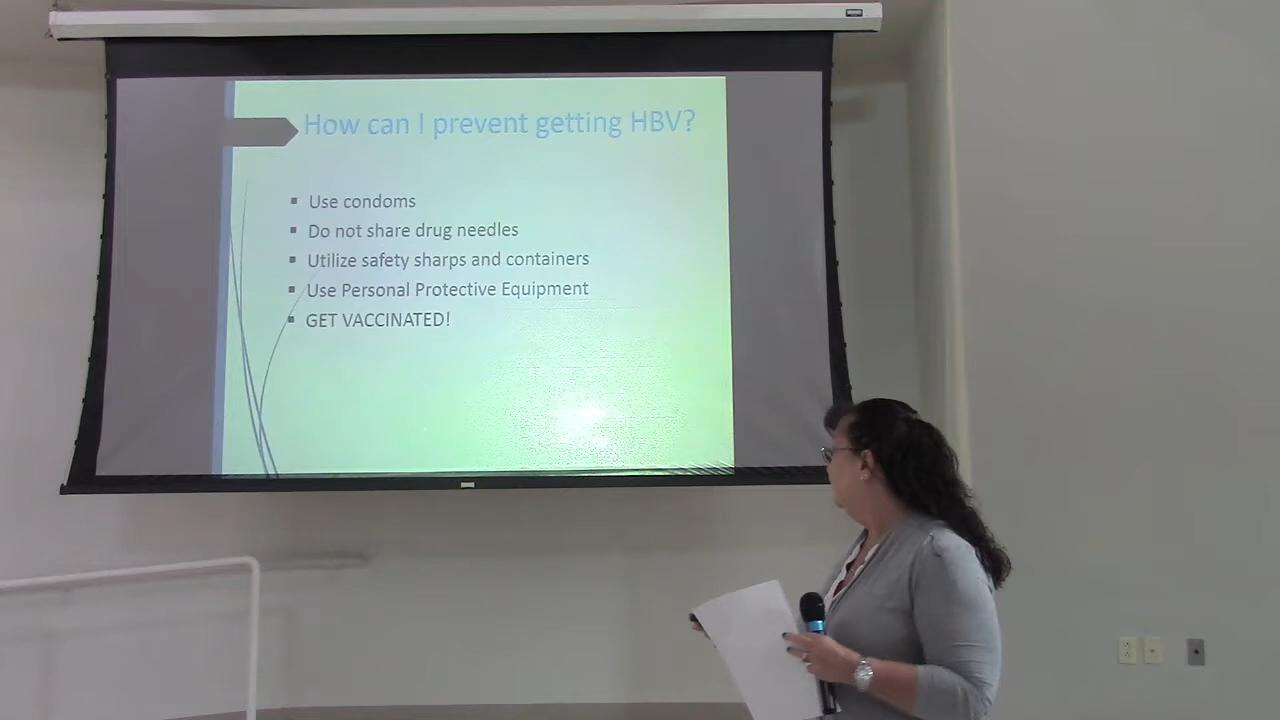 How can I prevent getting HBV?
▪ Use condoms
▪ Do not share drug needles
▪ Utilize safety sharps and containers
▪ Use Personal Protective Equipment
▪ GET VACCINATED!